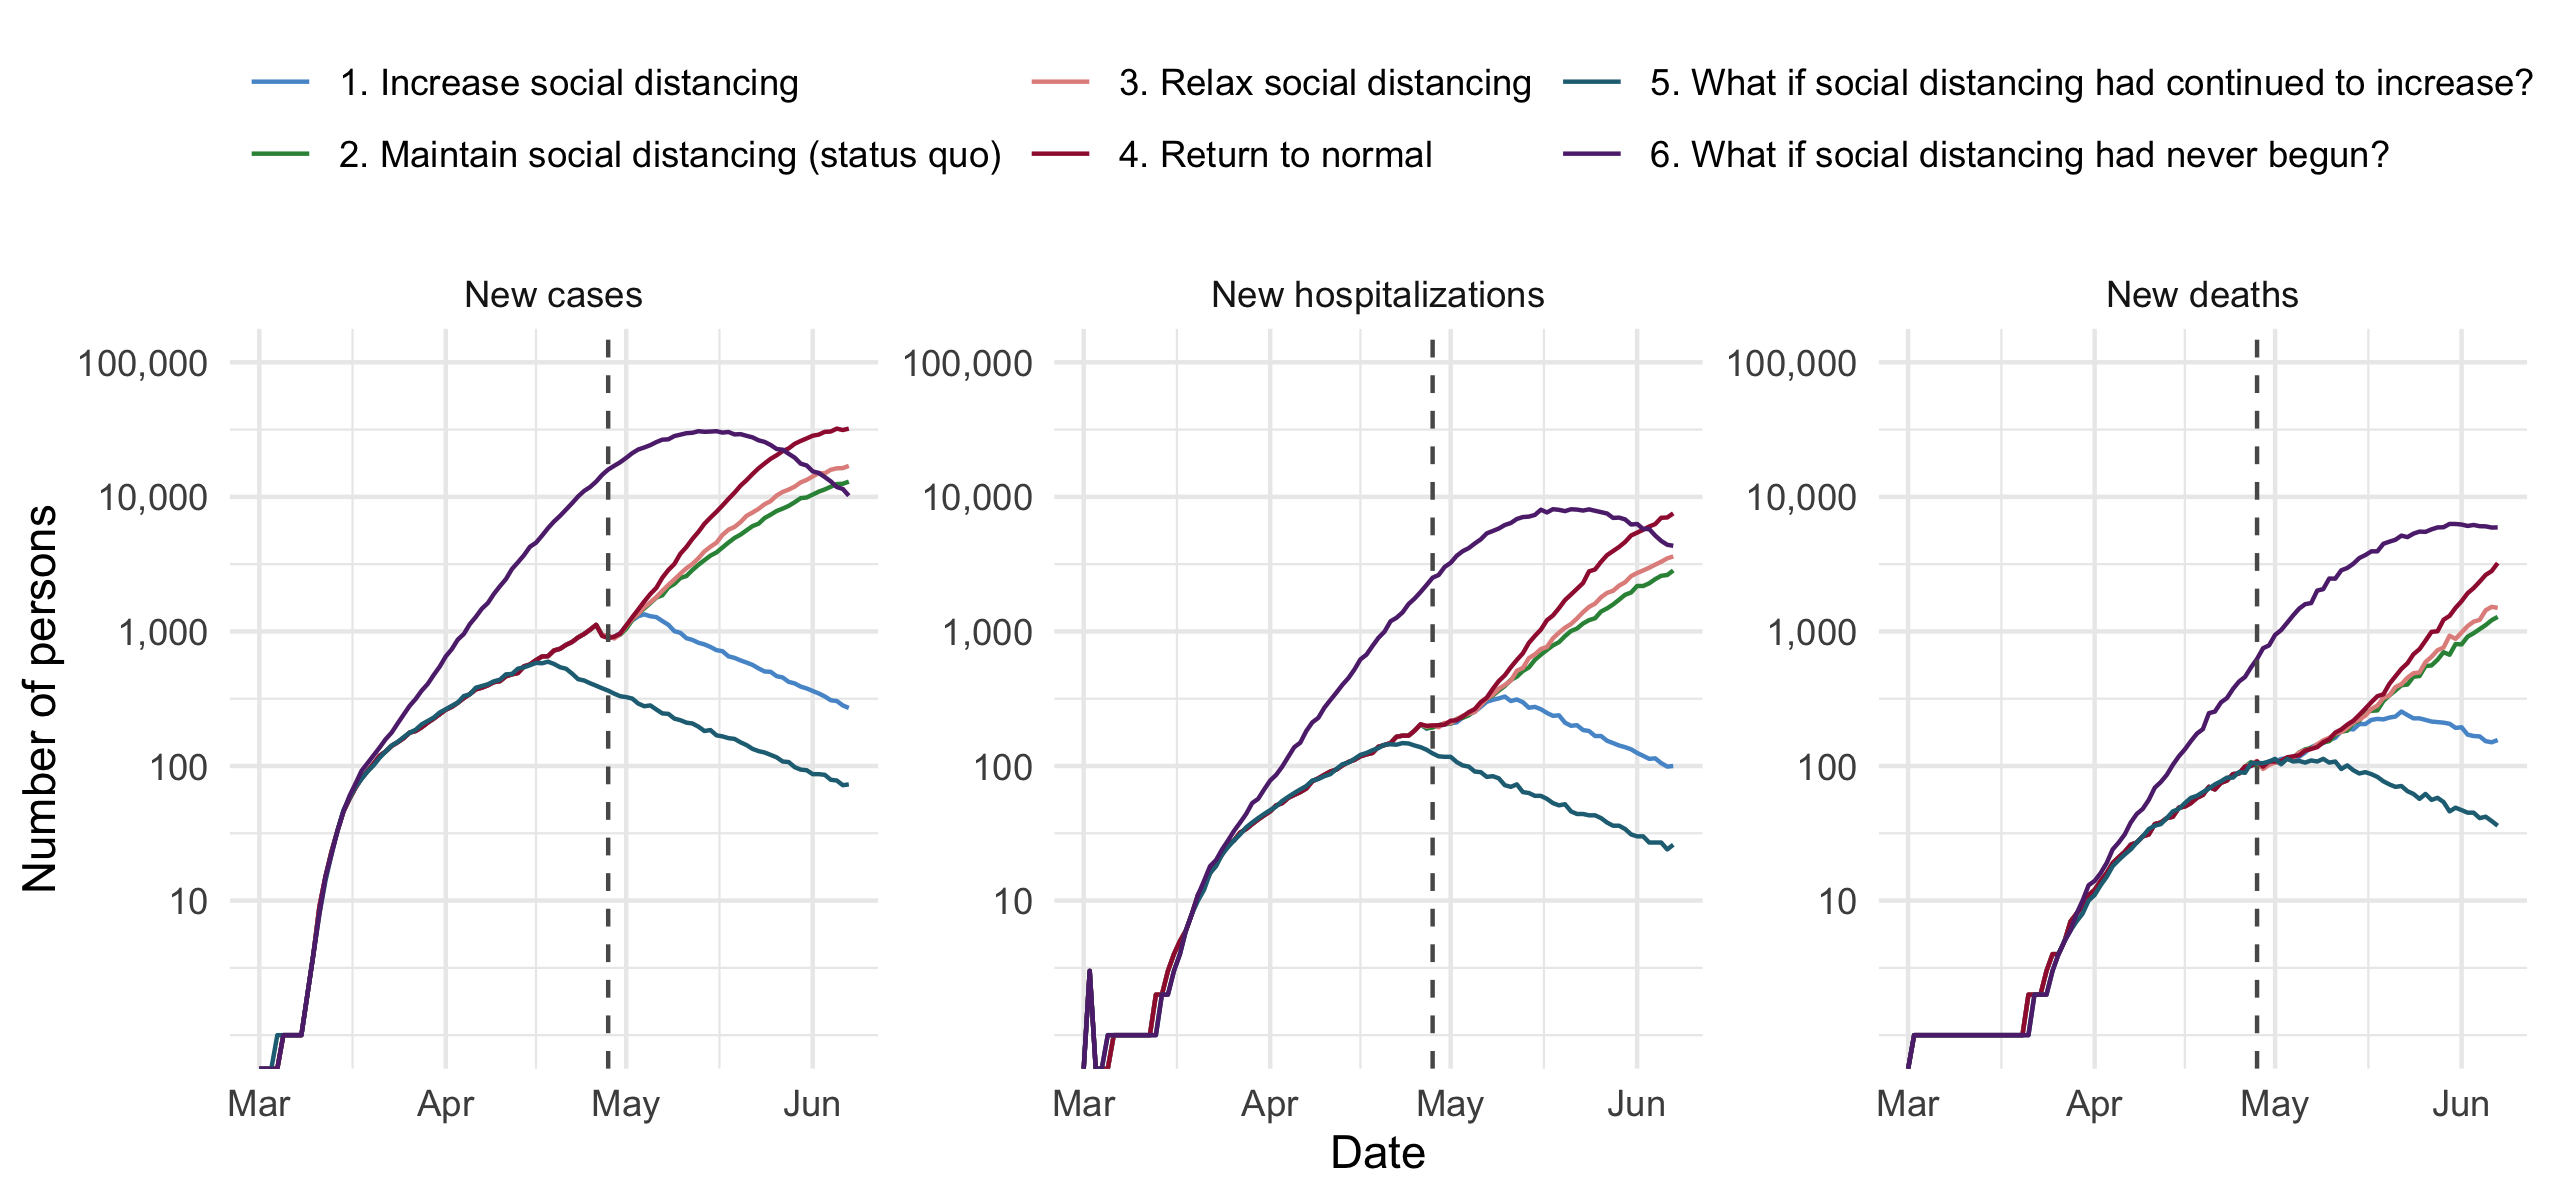 1. Increase social distancing
3. Relax social distancing
5. What if social distancing had continued to increase?
2. Maintain social distancing (status quo)
4. Return to normal
6. What if social distancing had never begun?
New cases
New hospitalizations
New deaths
Number of persons
100,000
10,000
1,000
100
10
100,000
10,000
1,000
100
10
100,000
10,000
1,000
100
10
Mar Apr May Jun
Mar Apr May Jun
Mar Apr May Jun
Date